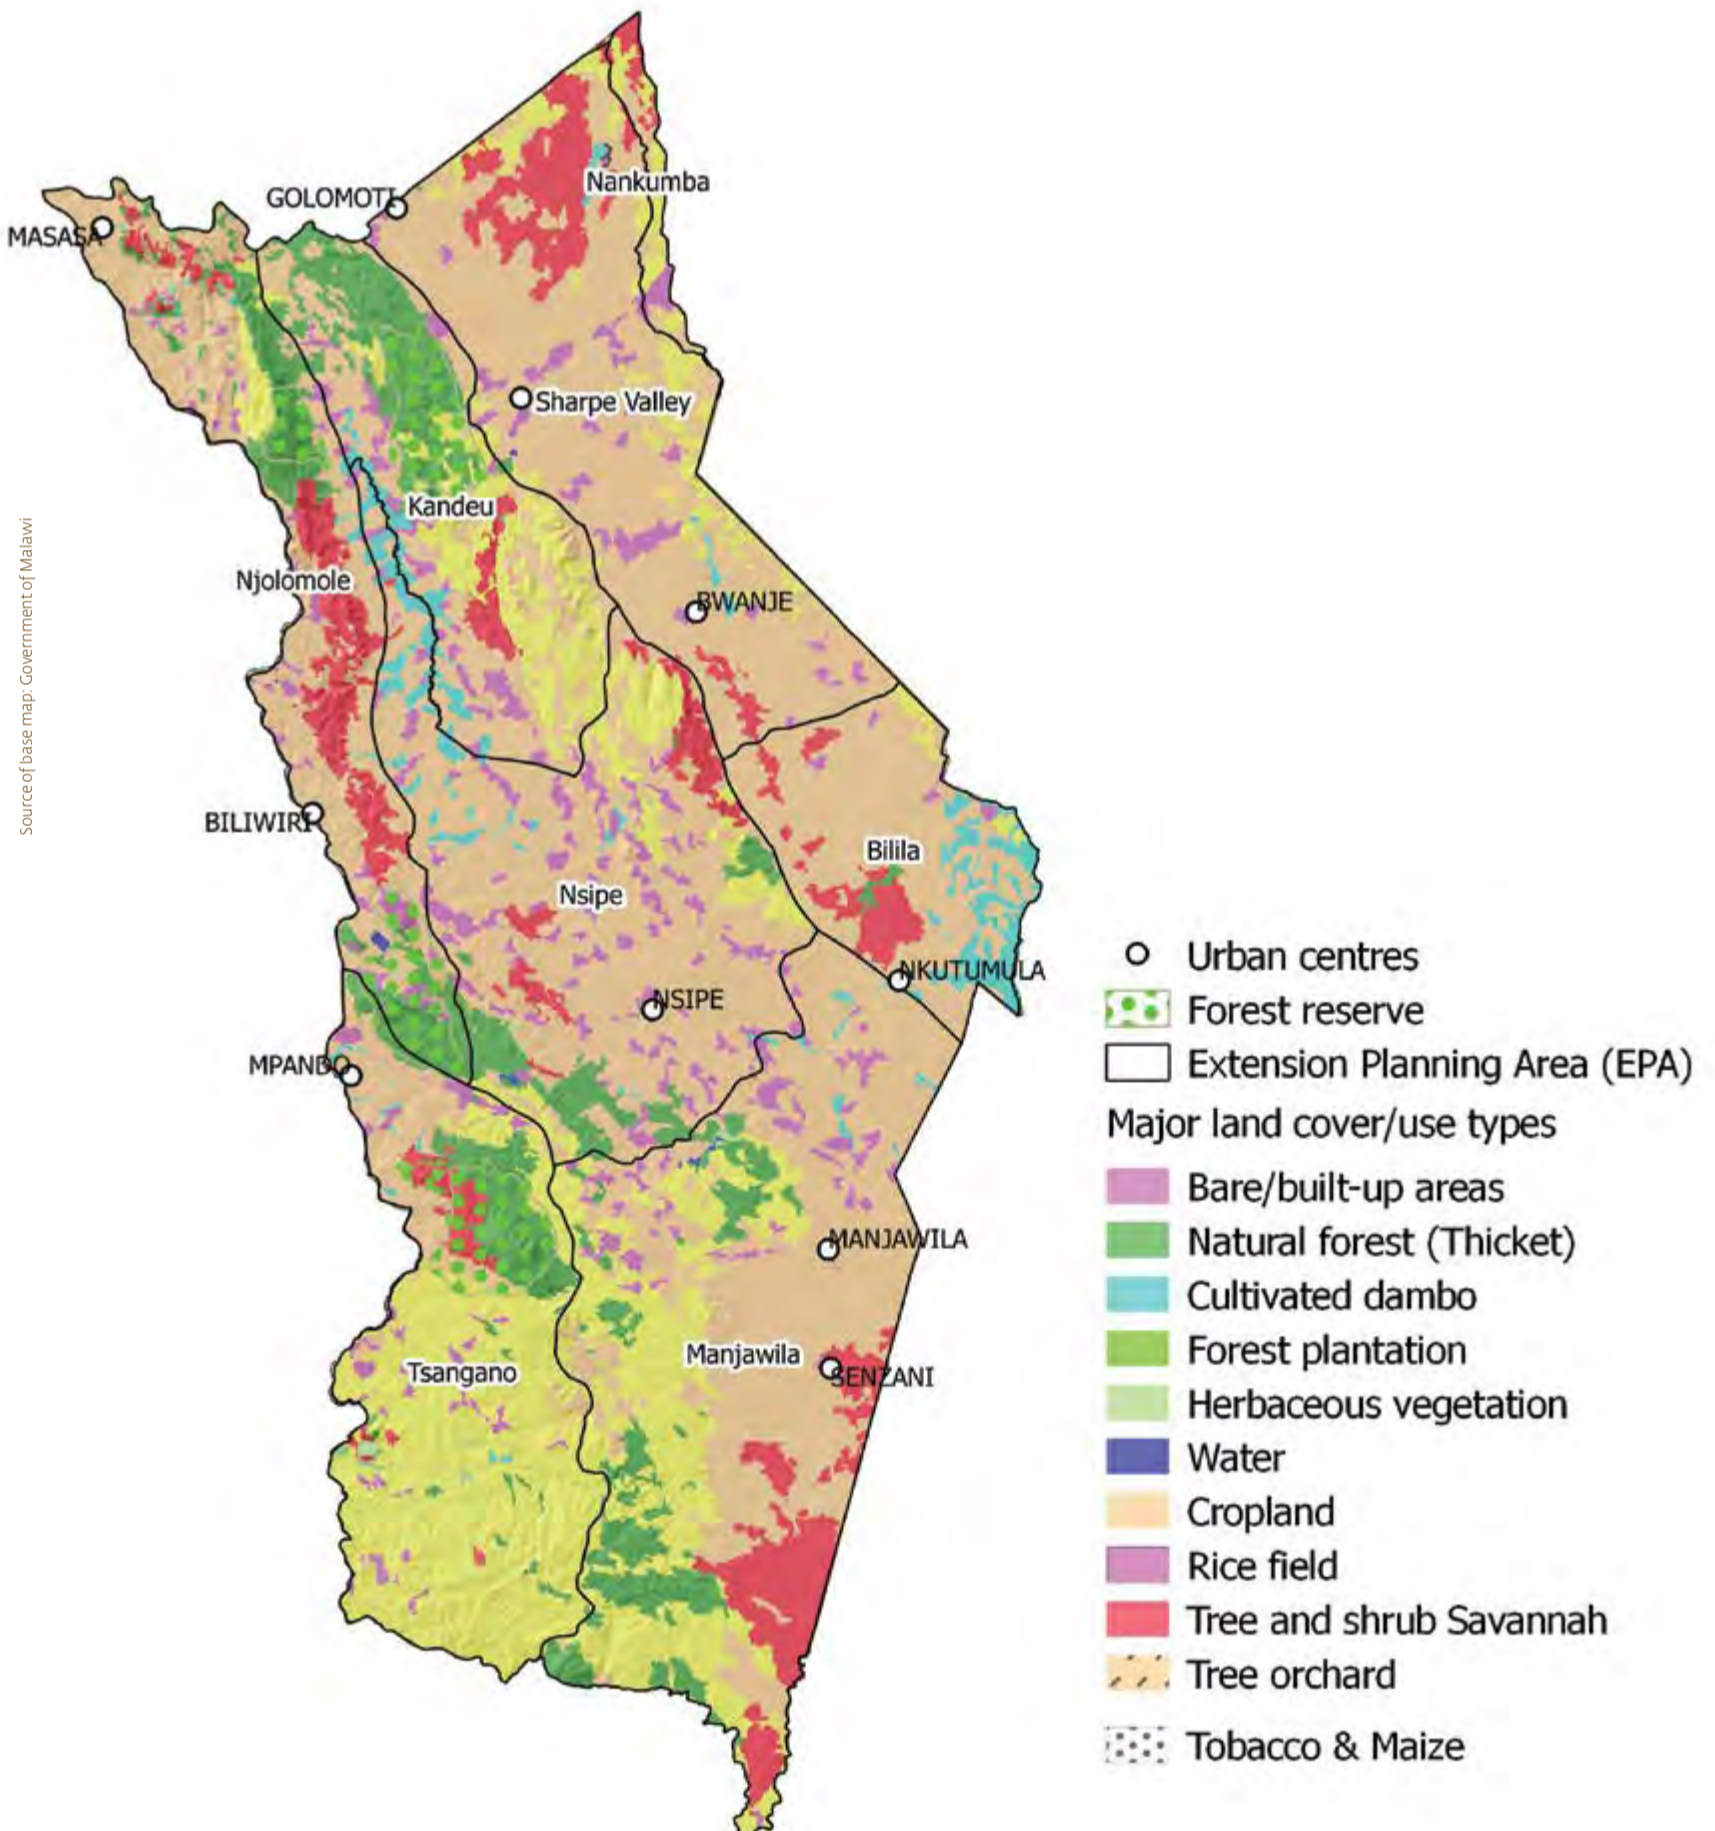 Nankumba
GOLOMOTI
MASASA
Sharpe Valley
Kandeu
Njolomole
BWANJE
BILIWIRI
Bilila
Nsipe
NKUTUMULA
NSIPE
MPANDO
MANJAWILA
Manjawila
Tsangano
SENZANI
Source of base map: Government of Malawi
Urban centres
Forest reserve
Extension Planning Area (EPA)
Major land cover/use types
Bare/built-up areas
Natural forest (Thicket)
Cultivated dambo
Forest plantation
Herbaceous vegetation
Water
Cropland
Rice field
Tree and shrub Savannah
Tree orchard
Tobacco & Maize